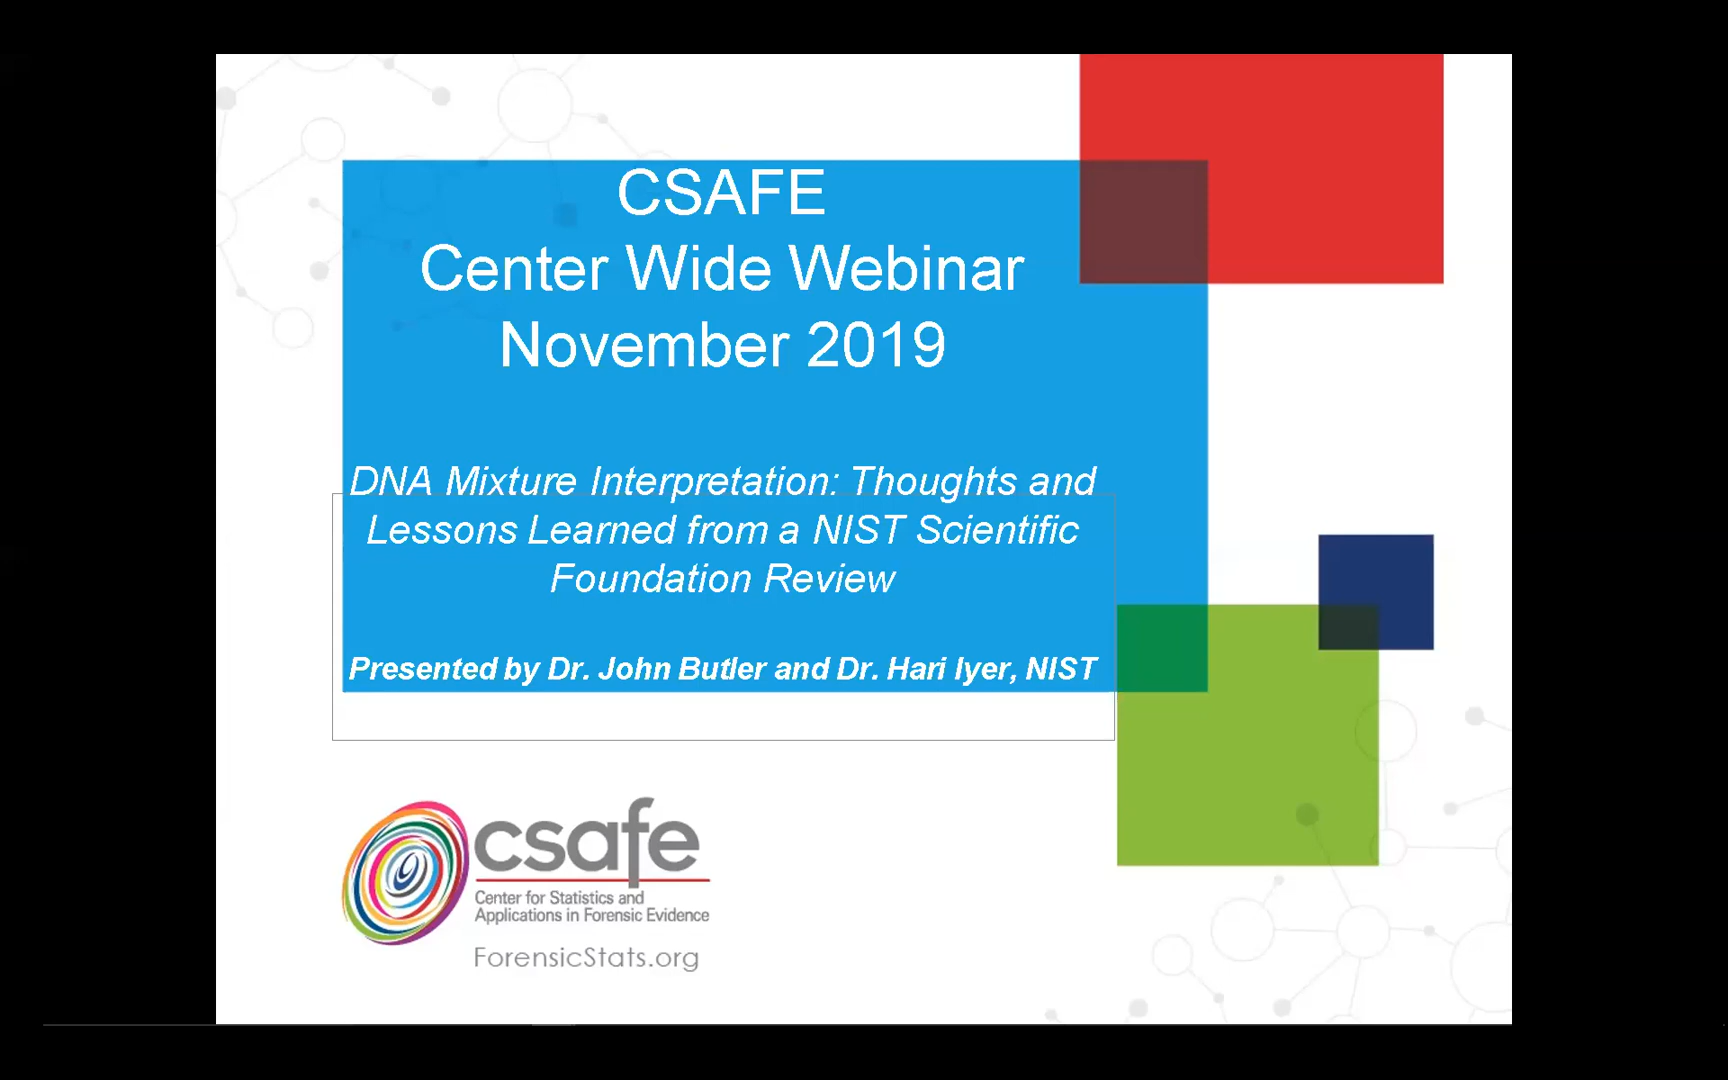 CSAFE
Center Wide Webinar
November 2019
DNA Mixture Interpretation: Thoughts and
Lessons Learned from a NIST Scientific
Foundation Review
Presented by Dr. John Butler and Dr. Hari Iyer, NIST
csafe
Center for Statistics and
Applications in Forensic Evidence
ForensicStats.org